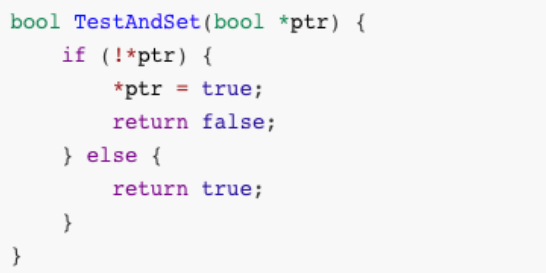 bool TestAndSet(bool *ptr) {
    if (!*ptr) {
        *ptr = true;
        return false;
    } else {
        return true;
    }
}